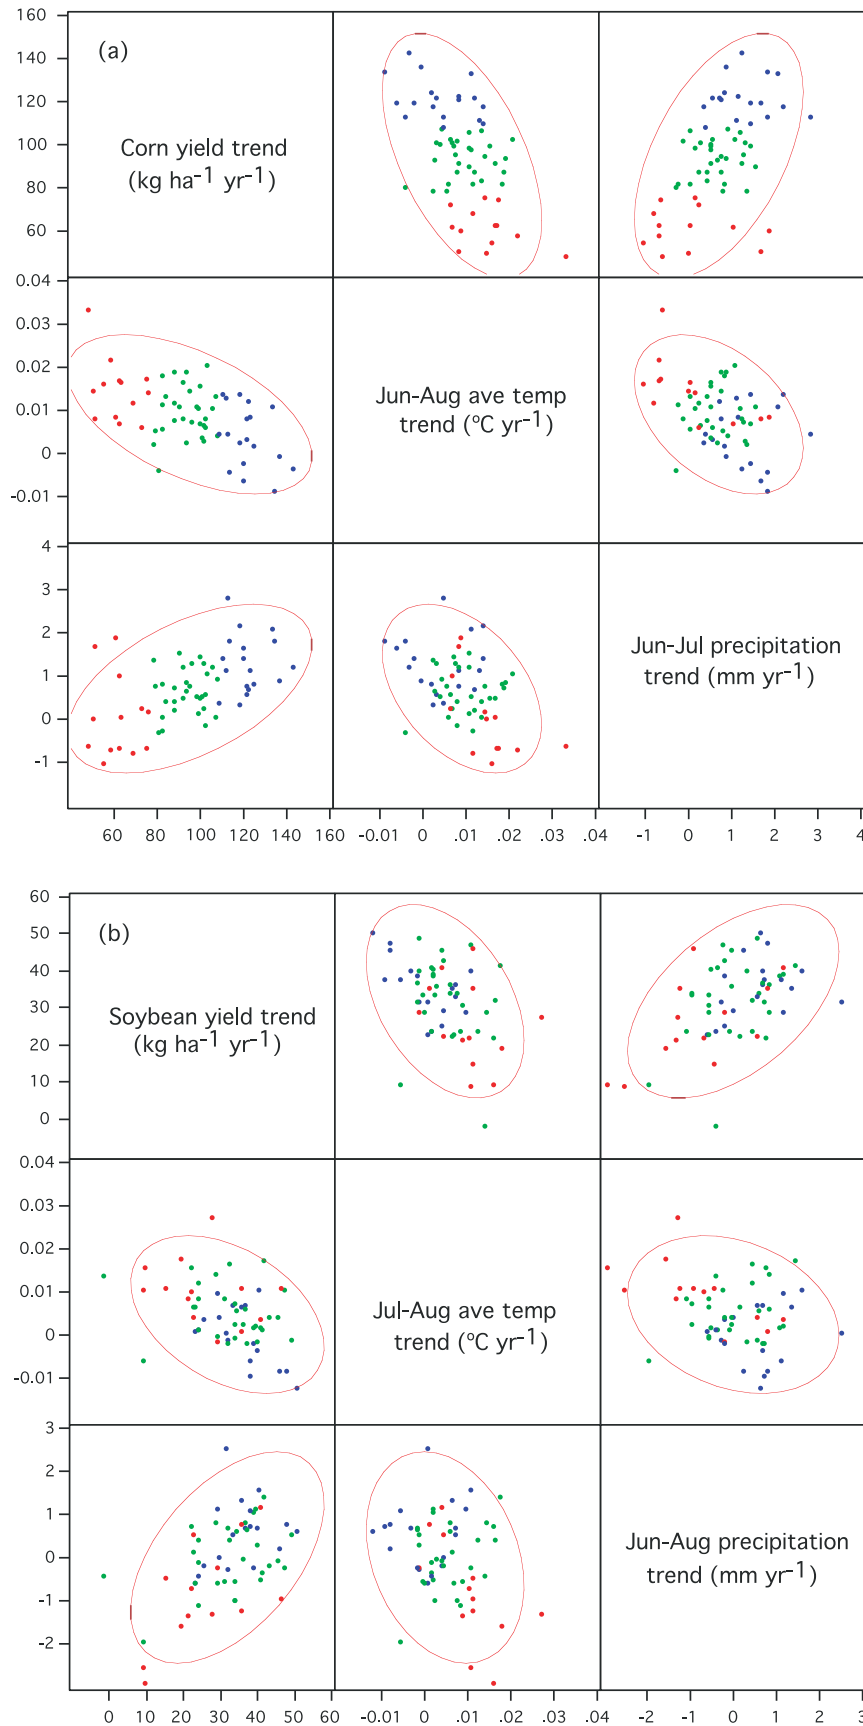 160
(a)
140
120
100
80
60
Corn yield trend
(kg ha-1 yr-1)
0.04
0.03
0.02
0.01
0
-0.01
Jun-Aug ave temp
trend (ºC yr-1)
4
3
2
1
0
-1
Jun-Jul precipitation
trend (mm yr-1)
60 80 100 120 140 160 -0.01 0 .01 .02 .03 .04 -1 0 1 2 3 4
60
(b)
50
40
30
20
10
0
Soybean yield trend
(kg ha-1 yr-1)
0.04
0.03
0.02
0.01
0
-0.01
Jul-Aug ave temp
trend (ºC yr-1)
3
2
1
0
-1
-2
Jun-Aug precipitation
trend (mm yr-1)
0 10 20 30 40 50 60 -0.01 0 .01 .02 .03 .04 -2 -1 0 1 2 3